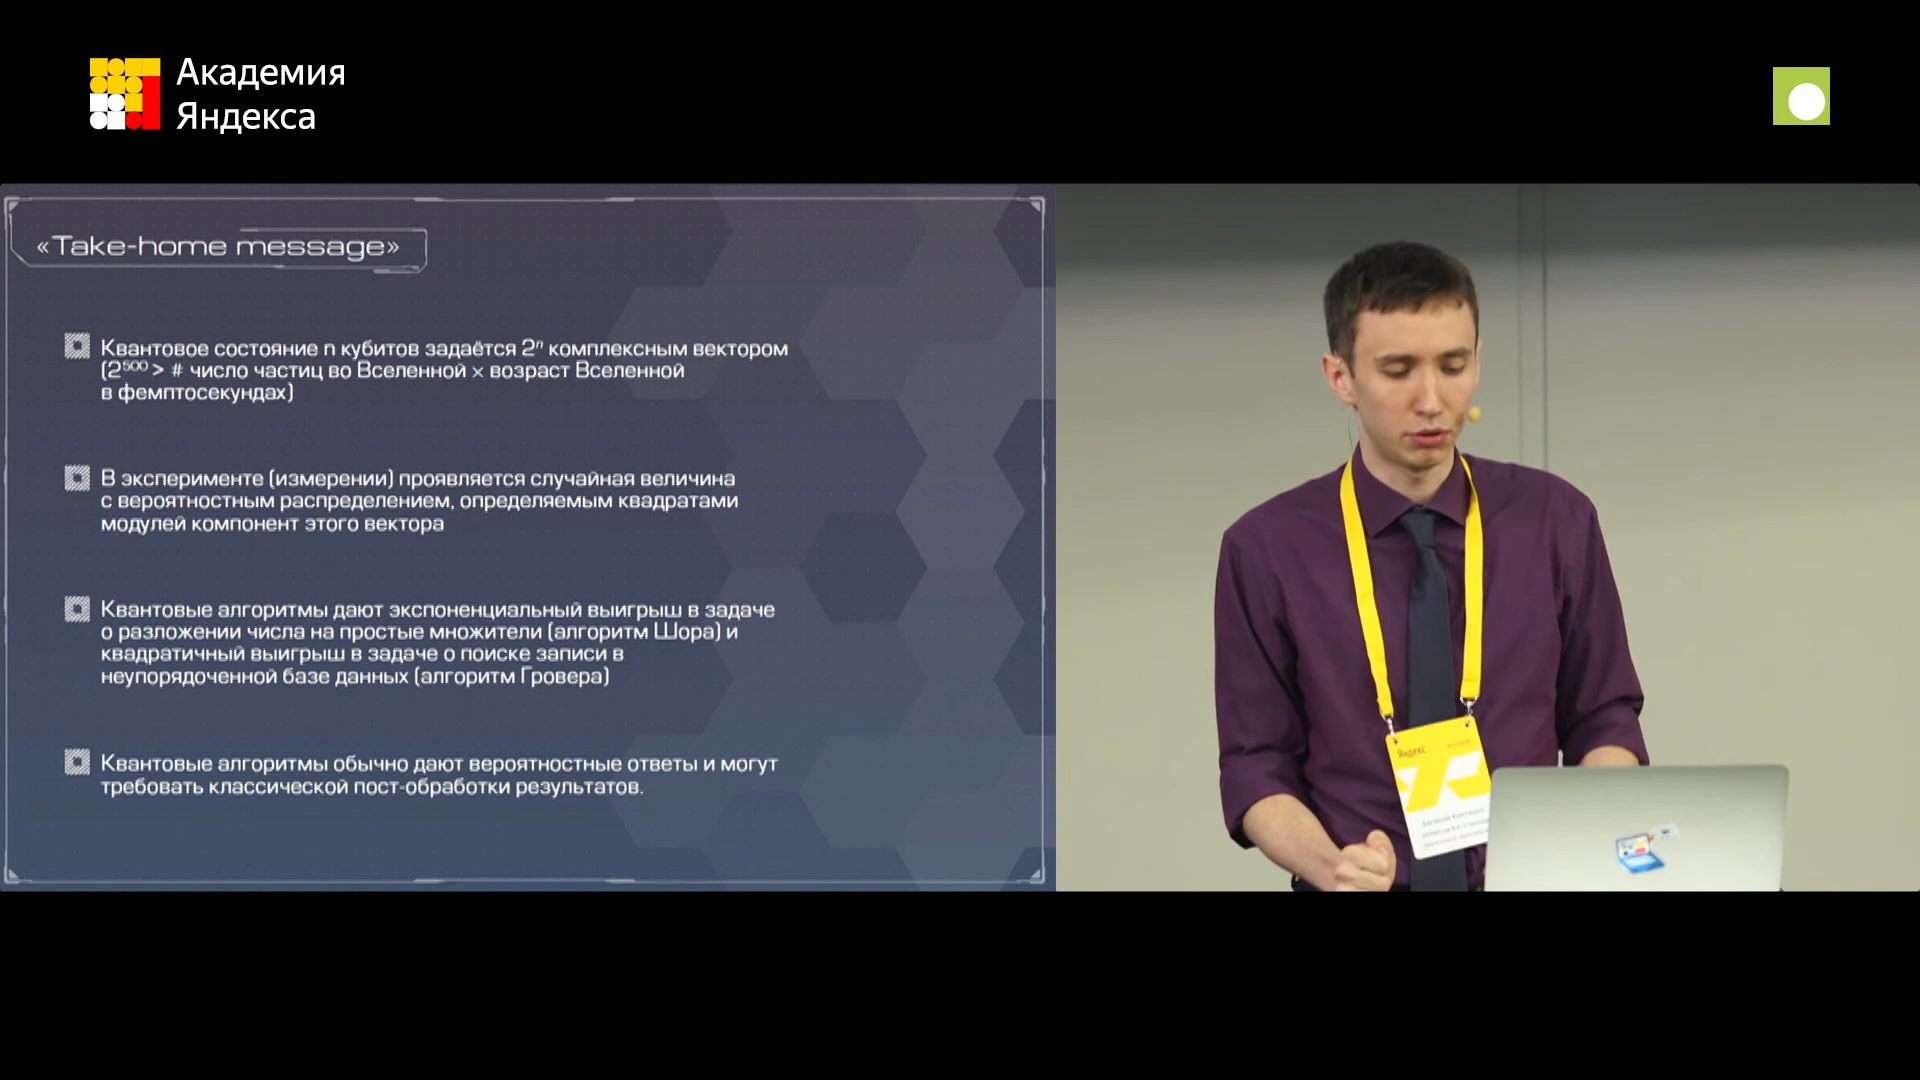 Академия
Яндекса
«Take-home message»
Квантовое состояние n кубитов задаётся 2ⁿ комплексным вектором
(2⁵⁰⁰ > # число частиц во Вселенной × возраст Вселенной
в фемптосекундах)
В эксперименте (измерении) проявляется случайная величина
с вероятностным распределением, определяемым квадратами
модулей компонент этого вектора
Квантовые алгоритмы дают экспоненциальный выигрыш в задаче
о разложении числа на простые множители (алгоритм Шора) и
квадратичный выигрыш в задаче о поиске записи в
неупорядоченной базе данных (алгоритм Гровера)
Квантовые алгоритмы обычно дают вероятностные ответы и могут
требовать классической пост-обработки результатов.
Яндекс